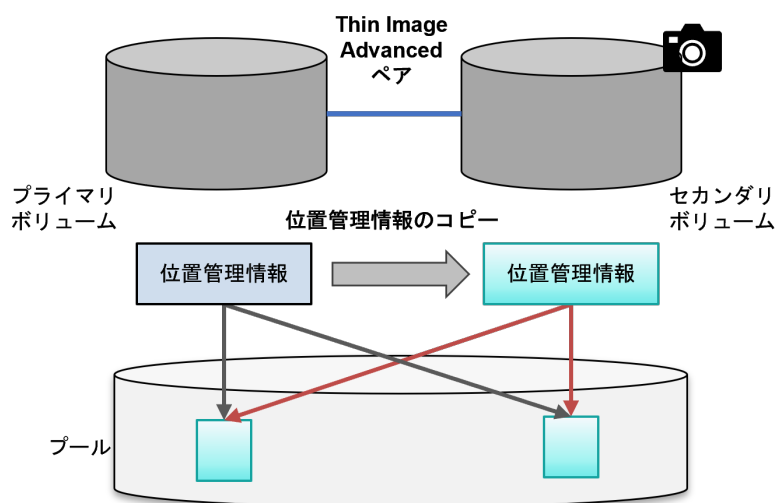 Thin Image
Advanced
ペア
プライマリ
ボリューム
セカンダリ
ボリューム
位置管理情報のコピー
位置管理情報
位置管理情報
プール